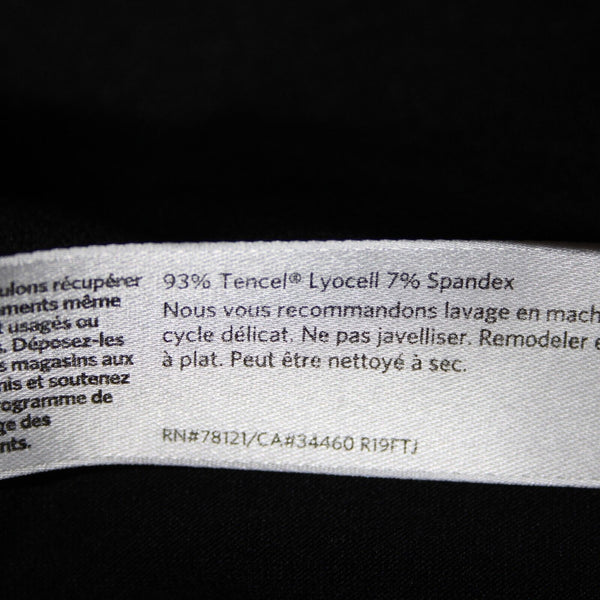 ulons récupérer
ments même
t usagés ou
s. Déposez-les
s magasins aux
nis et soutenez
ogramme de
ge des
nts.
93% Tencel® Lyocell 7% Spandex
Nous vous recommandons lavage en mach
cycle délicat. Ne pas javelliser. Remodeler e
à plat. Peut être nettoyé à sec.
RN#78121/CA#34460 R19FTJ